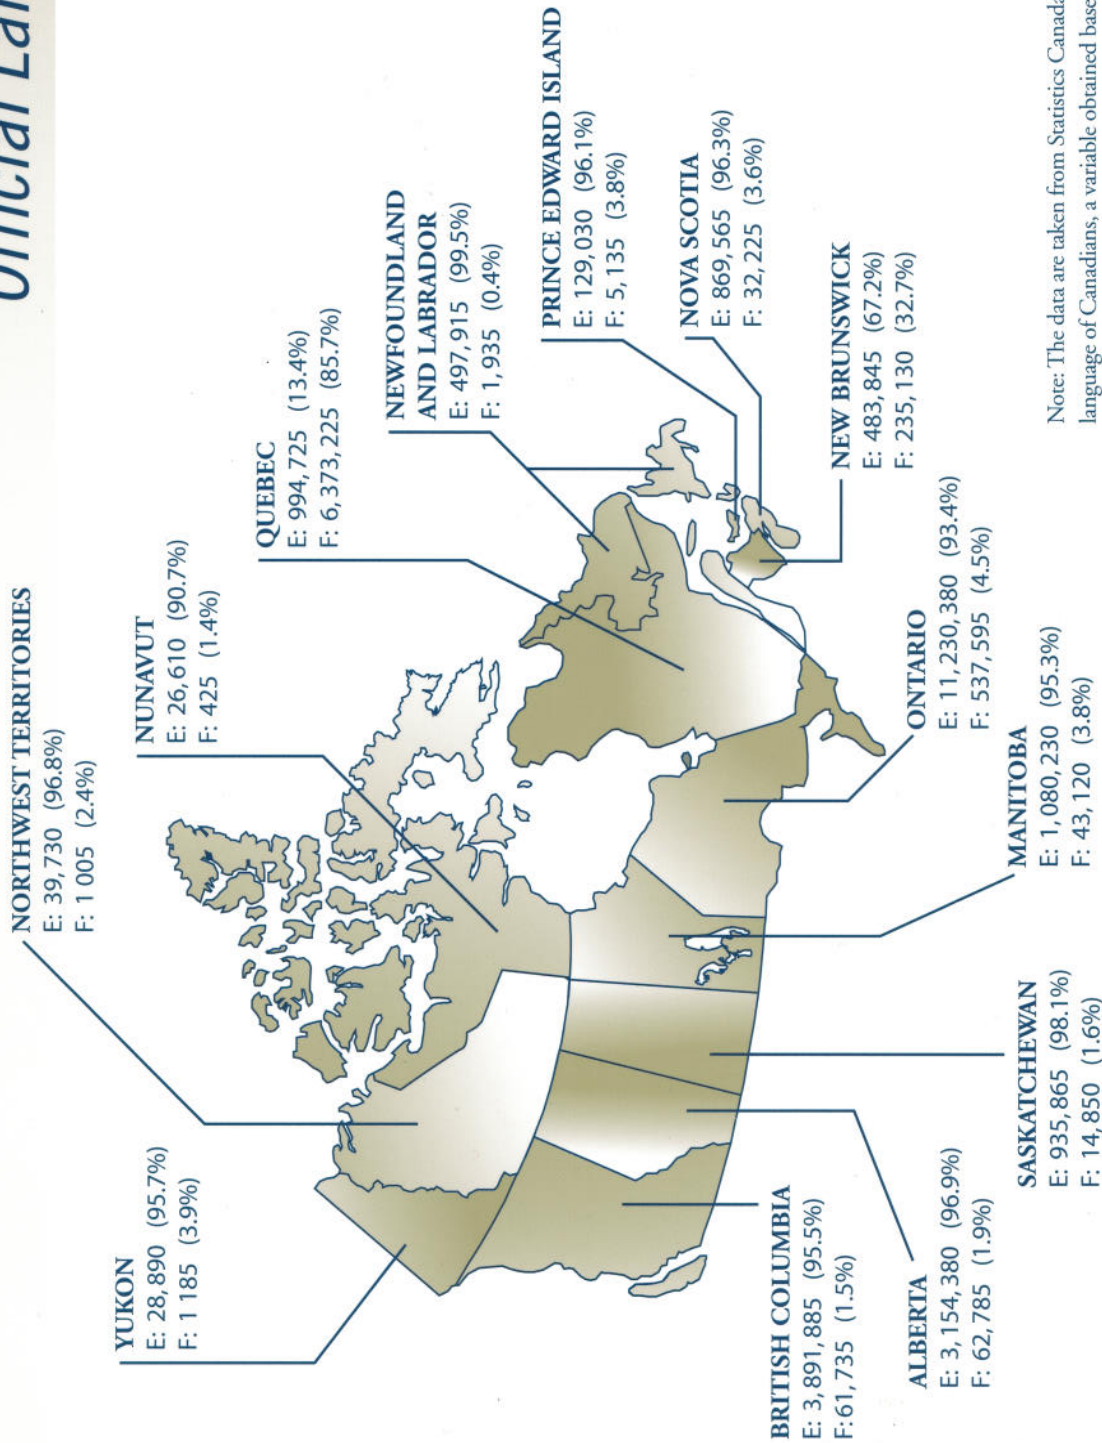 Official Lan
NORTHWEST TERRITORIES
E: 39,730 (96.8%)
F: 1 005 (2.4%)
YUKON
E: 28,890 (95.7%)
F: 1 185 (3.9%)
NUNAVUT
E: 26,610 (90.7%)
F: 425 (1.4%)
QUEBEC
E: 994,725 (13.4%)
F: 6,373,225 (85.7%)
NEWFOUNDLAND
AND LABRADOR
E: 497,915 (99.5%)
F: 1,935 (0.4%)
PRINCE EDWARD ISLAND
E: 129,030 (96.1%)
F: 5,135 (3.8%)
NOVA SCOTIA
E: 869,565 (96.3%)
F: 32,225 (3.6%)
NEW BRUNSWICK
E: 483,845 (67.2%)
F: 235,130 (32.7%)
BRITISH COLUMBIA
E: 3,891,885 (95.5%)
F: 61,735 (1.5%)
ALBERTA
E: 3,154,380 (96.9%)
F: 62,785 (1.9%)
SASKATCHEWAN
E: 935,865 (98.1%)
F: 14,850 (1.6%)
MANITOBA
E: 1,080,230 (95.3%)
F: 43,120 (3.8%)
ONTARIO
E: 11,230,380 (93.4%)
F: 537,595 (4.5%)
Note: The data are taken from Statistics Canada
language of Canadians, a variable obtained base